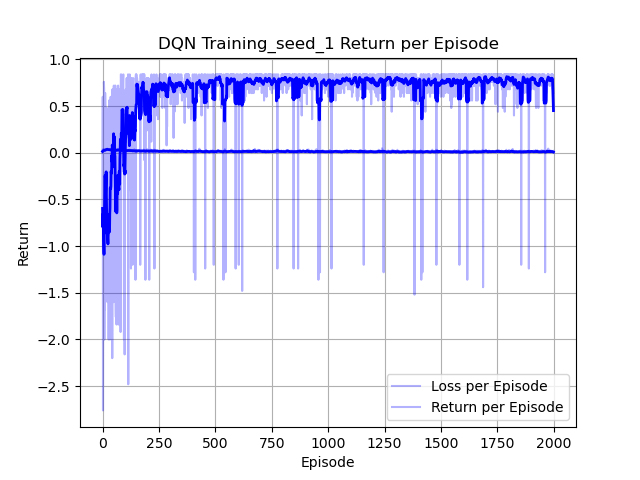 DQN Training_seed_1 Return per Episode
1.0
0.5
0.0
−0.5
−1.0
−1.5
−2.0
−2.5
Return
Loss per Episode
Return per Episode
0 250 500 750 1000 1250 1500 1750 2000
Episode